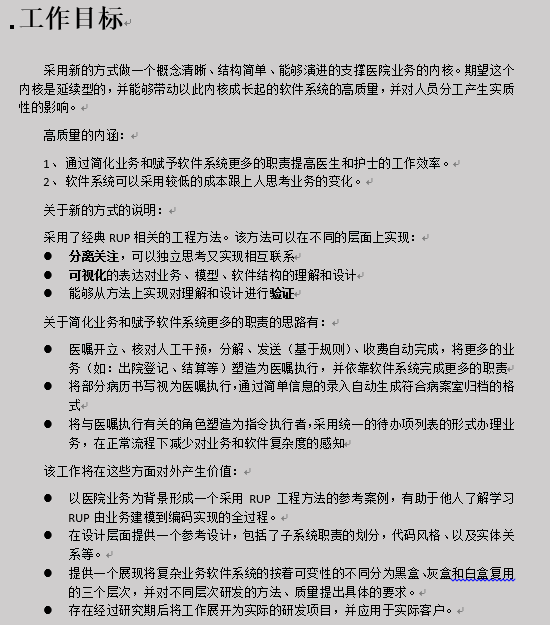 工作目标
采用新的方式做一个概念清晰、结构简单、能够演进的支撑医院业务的内核。期望这个
内核是延续型的,并能够带动以此内核成长起的软件系统的高质量,并对人员分工产生实质
性的影响。
高质量的内涵:
1、通过简化业务和赋予软件系统更多的职责提高医生和护士的工作效率。
2、软件系统可以采用较低的成本跟上人思考业务的变化。
关于新的方式的说明:
采用了经典 RUP 相关的工程方法。该方法可以在不同的层面上实现:
● 分离关注,可以独立思考又实现相互联系
● 可视化的表达对业务、模型、软件结构的理解和设计
● 能够从方法上实现对理解和设计进行验证
关于简化业务和赋予软件系统更多的职责的思路有:
● 医嘱开立、核对人工干预,分解、发送(基于规则)、收费自动完成,将更多的业
务(如:出院登记、结算等)塑造为医嘱执行,并依靠软件系统完成更多的职责
● 将部分病历书写视为医嘱执行,通过简单信息的录入自动生成符合病案室归档的格
式
● 将与医嘱执行有关的角色塑造为指令执行者,采用统一的待办项列表的形式办理业
务,在正常流程下减少对业务和软件复杂度的感知
该工作将在这些方面对外产生价值:
● 以医院业务为背景形成一个采用 RUP 工程方法的参考案例,有助于他人了解学习
RUP 由业务建模到编码实现的全过程。
● 在设计层面提供一个参考设计,包括了子系统职责的划分,代码风格、以及实体关
系等。
● 提供一个展现将复杂业务软件系统的按着可变性的不同分为黑盒、灰盒和白盒复用
的三个层次,并对不同层次研发的方法、质量提出具体的要求。
● 存在经过研究期后将工作展开为实际的研发项目,并应用于实际客户。